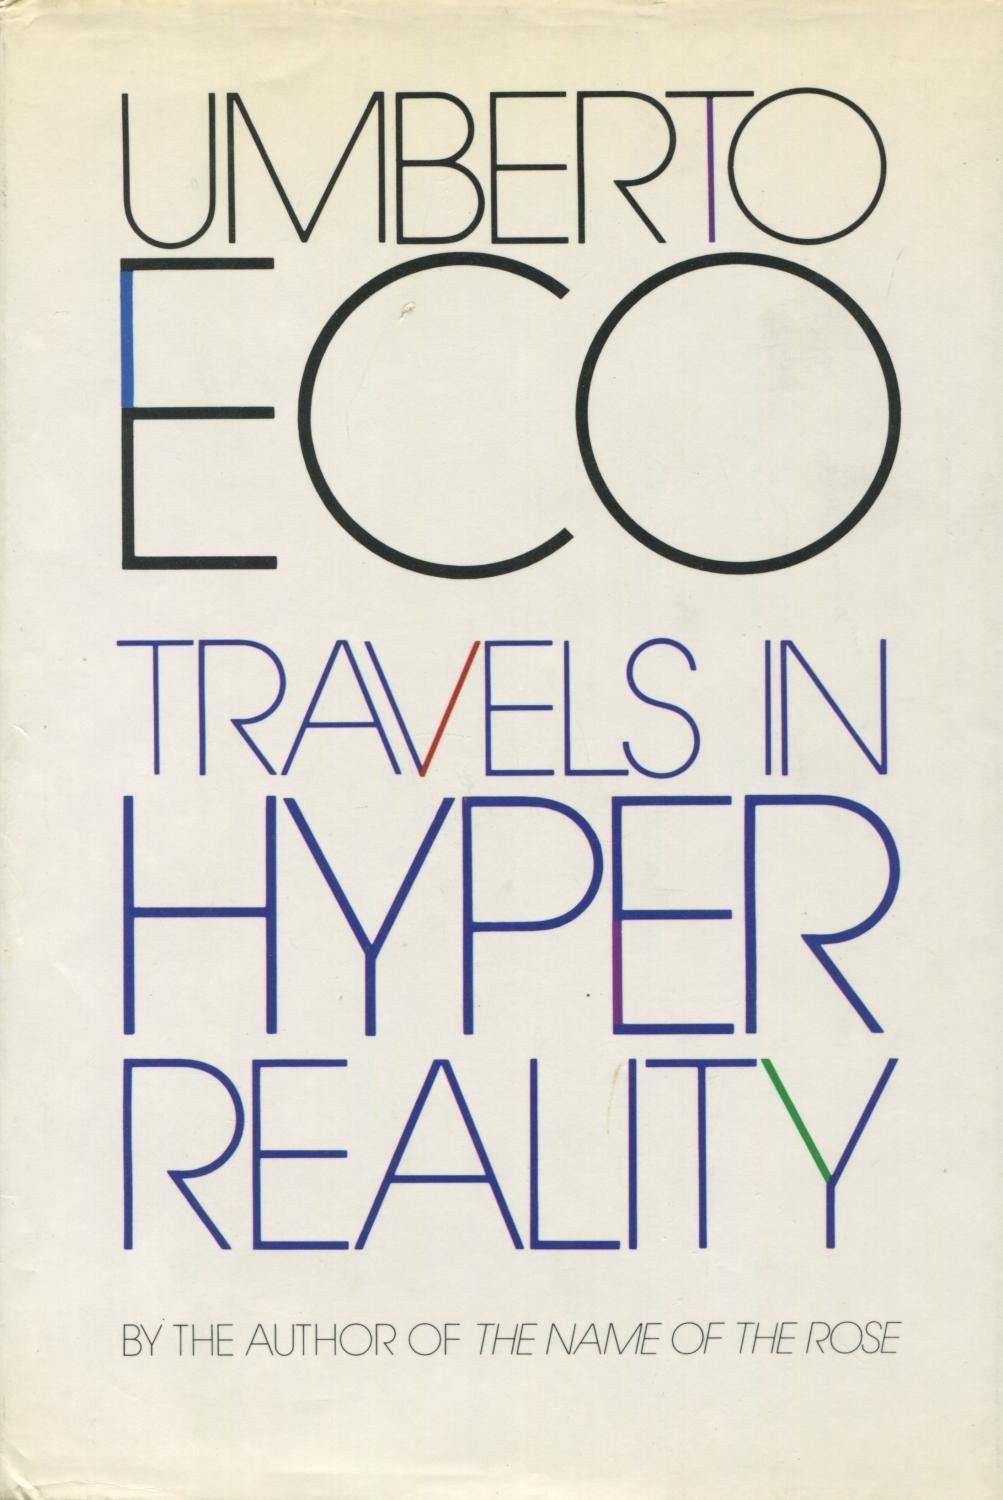 UMBERTO
ECO
TRAVELS IN
HYPER
REALITY
BY THE AUTHOR OF THE NAME OF THE ROSE